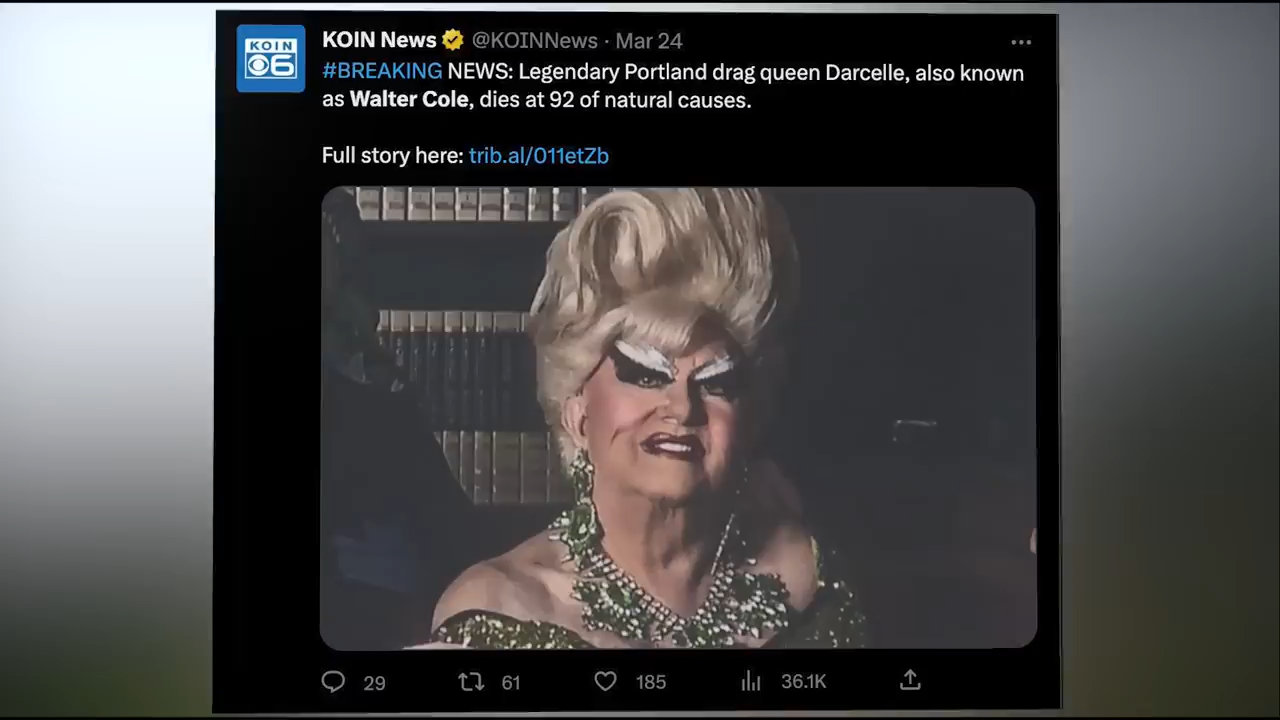 KOIN
6
KOIN News @KOINNews · Mar 24
#BREAKING NEWS: Legendary Portland drag queen Darcelle, also known
as Walter Cole, dies at 92 of natural causes.
Full story here: trib.al/011etZb
29 61 185 36.1K